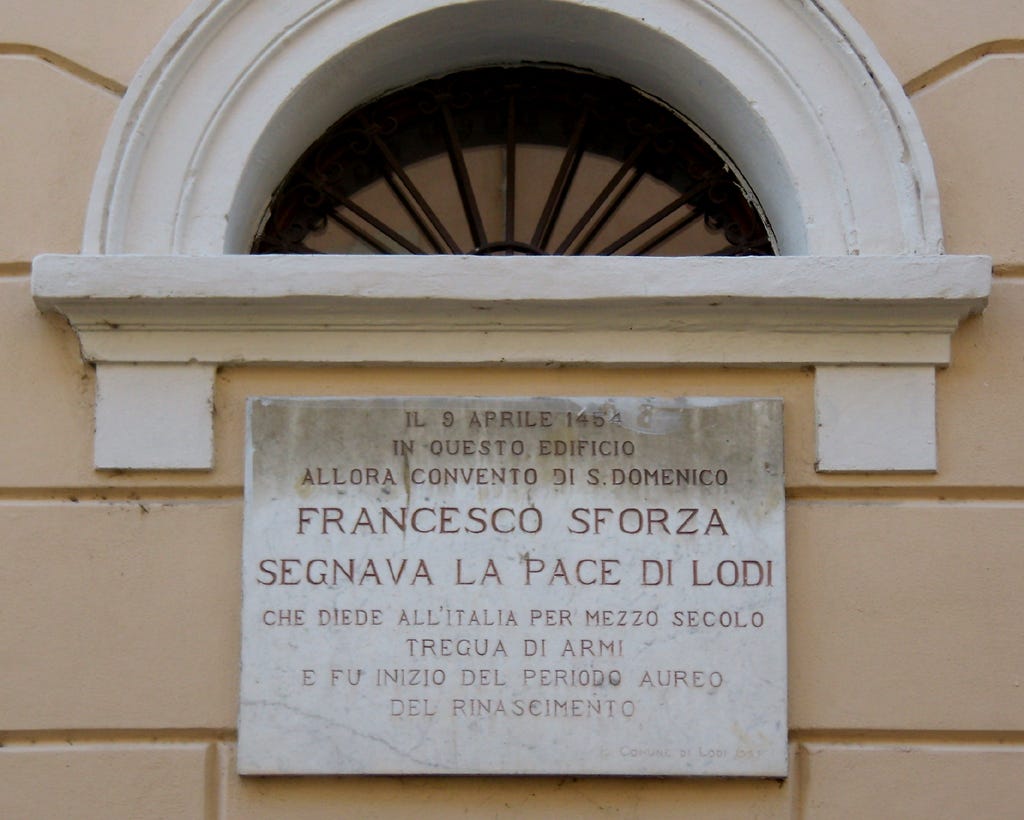 IL 9 APRILE 1454
IN QUESTO EDIFICIO
ALLORA CONVENTO DI S. DOMENICO
FRANCESCO SFORZA
SEGNAVA LA PACE DI LODI
CHE DIEDE ALL'ITALIA PER MEZZO SECOLO
TREGUA DI ARMI
E FU INIZIO DEL PERIODO AUREO
DEL RINASCIMENTO
IL COMUNE DI LODI